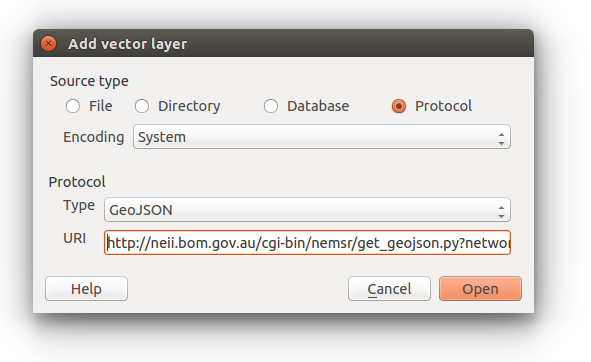 Add vector layer
Source type
File Directory Database Protocol
Encoding System
Protocol
Type GeoJSON
URI http://neii.bom.gov.au/cgi-bin/nemsr/get_geojson.py?networ
Help Cancel Open